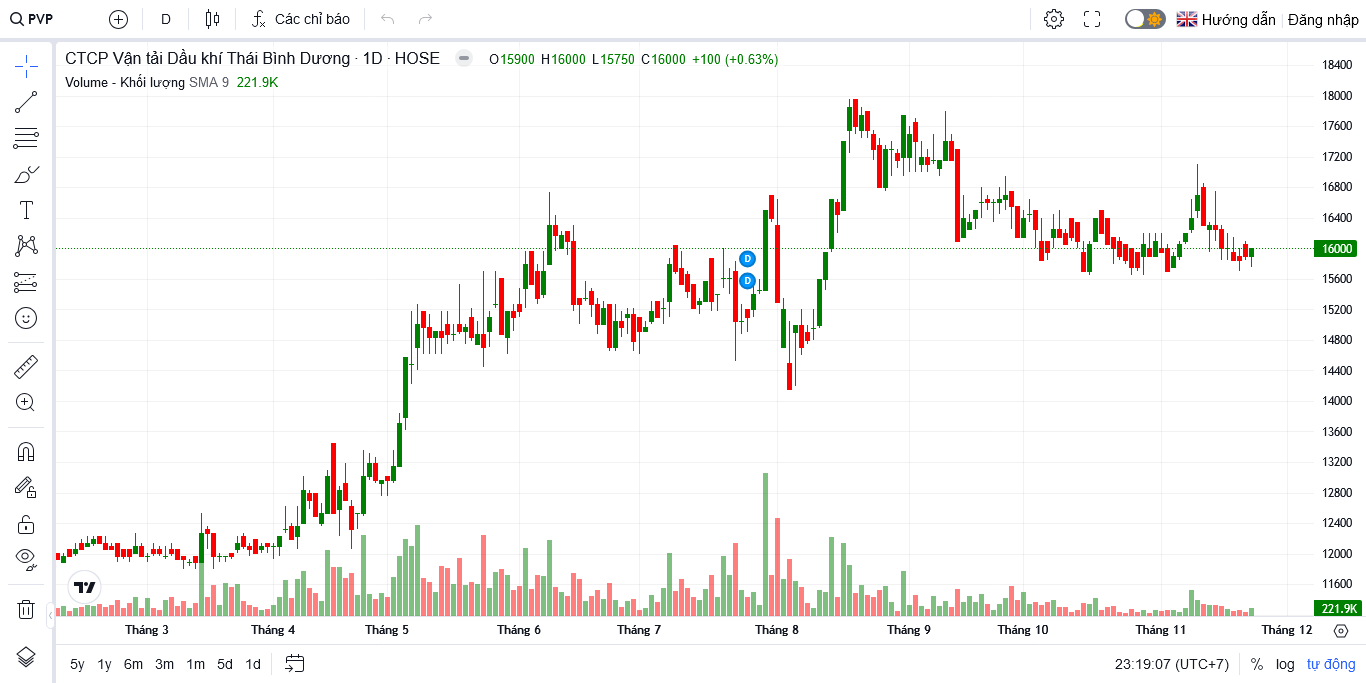 PVP
D
Các chỉ báo
Hướng dẫn
Đăng nhập
CTCP Vận tải Dầu khí Thái Bình Dương · 1D · HOSE
O15900 H16000 L15750 C16000 +100 (+0.63%)
Volume - Khối lượng SMA 9 221.9K
18400
18000
17600
17200
16800
16400
16000
15600
15200
14800
14400
14000
13600
13200
12800
12400
12000
11600
221.9K
D
D
Tháng 3
Tháng 4
Tháng 5
Tháng 6
Tháng 7
Tháng 8
Tháng 9
Tháng 10
Tháng 11
Tháng 12
5y 1y 6m 3m 1m 5d 1d
23:19:07 (UTC+7)
% log tự động